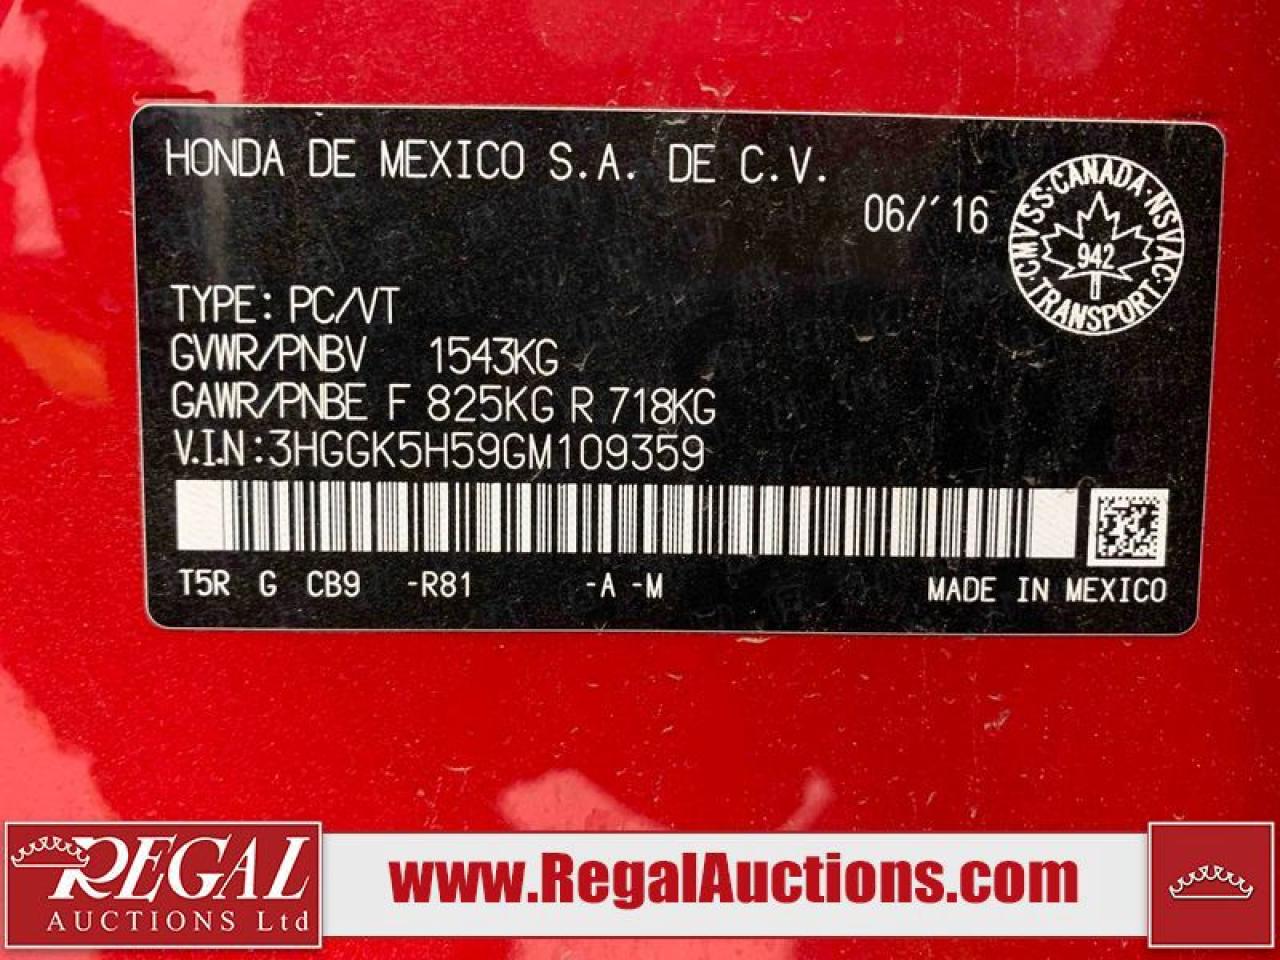 HONDA DE MEXICO S.A. DE C.V.
06/'16
CMVSS·CANADA·NSVAC·TRANSPORT
942
TYPE: PC/VT
GVWR/PNBV 1543KG
GAWR/PNBE F 825KG R 718KG
V.I.N:3HGGK5H59GM109359
T5R G CB9 -R81 -A -M MADE IN MEXICO
REGAL
AUCTIONS Ltd
www.RegalAuctions.com